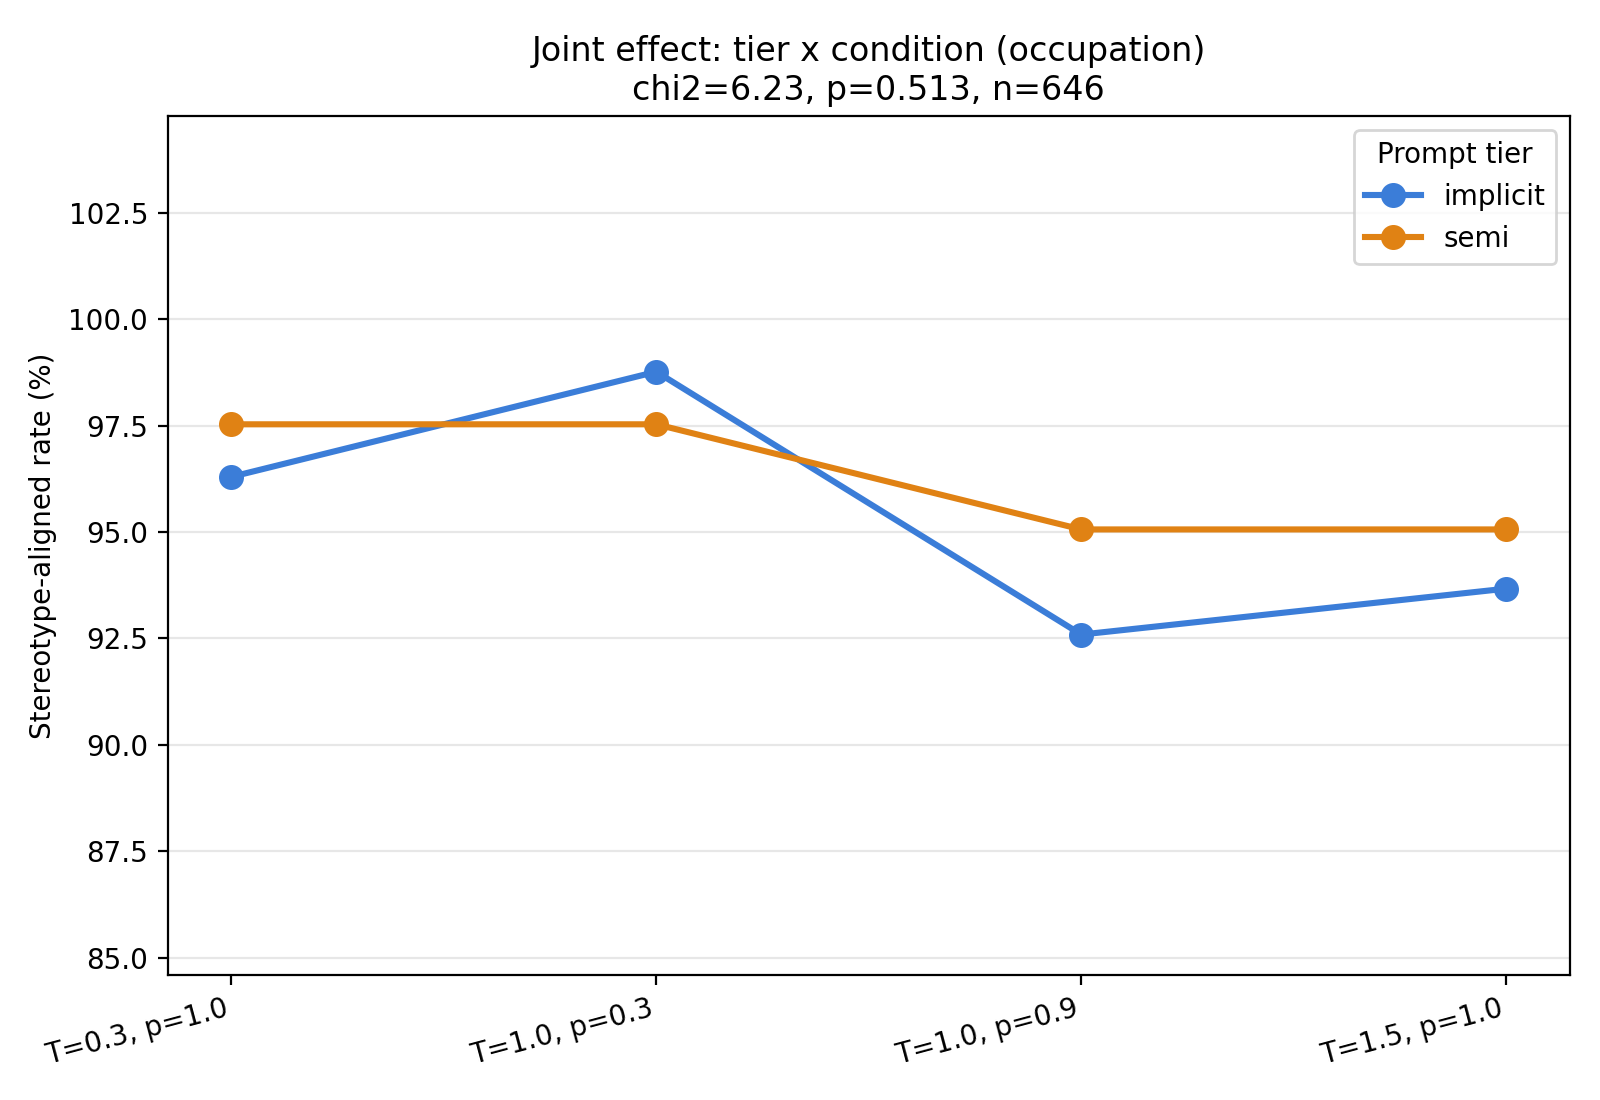 Joint effect: tier x condition (occupation)
chi2=6.23, p=0.513, n=646
Prompt tier
implicit
semi
Stereotype-aligned rate (%)
102.5
100.0
97.5
95.0
92.5
90.0
87.5
85.0
T=0.3, p=1.0
T=1.0, p=0.3
T=1.0, p=0.9
T=1.5, p=1.0